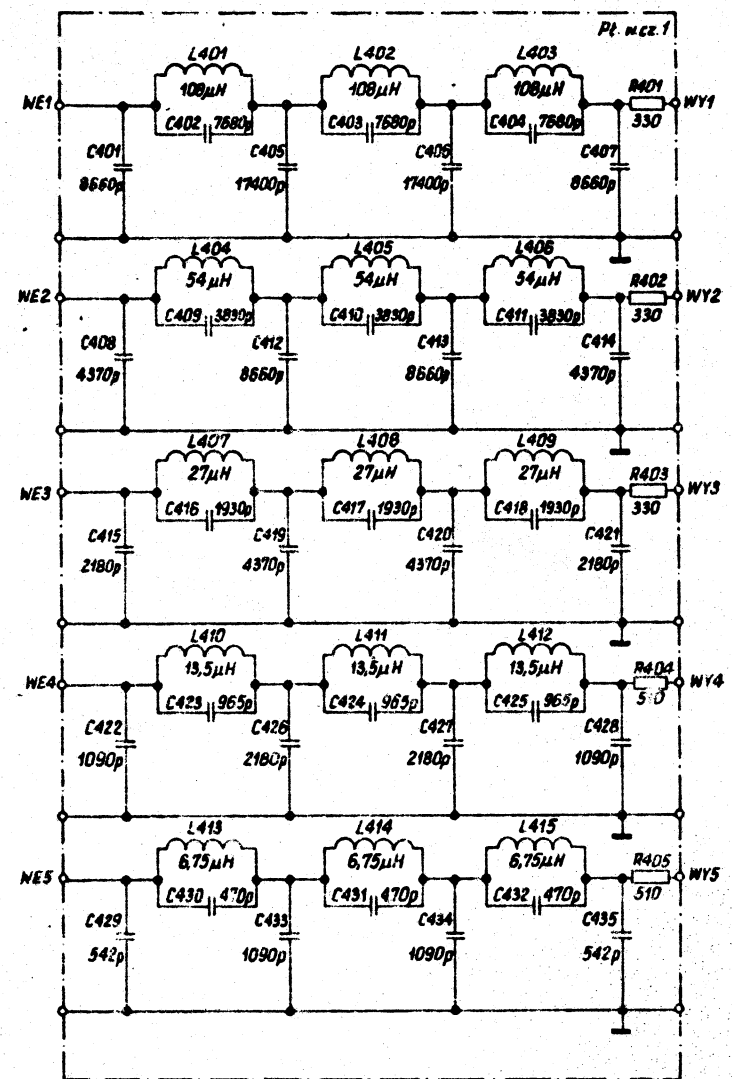 Pł. w.cz.1
L401 L402 L403
WE1 108µH 108µH 108µH R401 WY1
C402 7680p C403 7680p C404 7680p 330
C401 C405 C406 C407
8660p 17400p 17400p 8660p
L404 L405 L406
WE2 54µH 54µH 54µH R402 WY2
C409 3830p C410 3830p C411 3830p 330
C408 C412 C413 C414
4370p 8660p 8660p 4370p
L407 L408 L409
WE3 27µH 27µH 27µH R403 WY3
C416 1930p C417 1930p C418 1930p 330
C415 C419 C420 C421
2180p 4370p 4370p 2180p
L410 L411 L412
WE4 13,5µH 13,5µH 13,5µH R404 WY4
C423 965p C424 965p C425 965p
C422 C426 C427 C428
1090p 2180p 2180p 1090p
L413 L414 L415
WE5 6,75µH 6,75µH 6,75µH R405 WY5
C430 470p C431 470p C432 470p 510
C429 C433 C434 C435
542p 1090p 1090p 542p